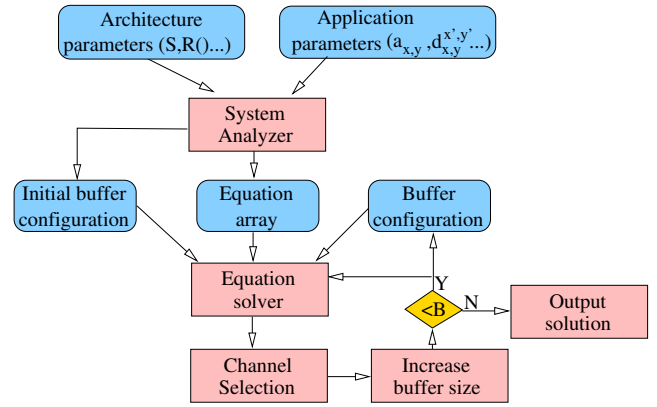 Architecture
parameters (S,R()...)
Application
parameters (a_{x,y} ,d_{x,y}^{x',y'}...)
System
Analyzer
Initial buffer
configuration
Equation
array
Buffer
configuration
Equation
solver
Y
<B
N
Output
solution
Channel
Selection
Increase
buffer size